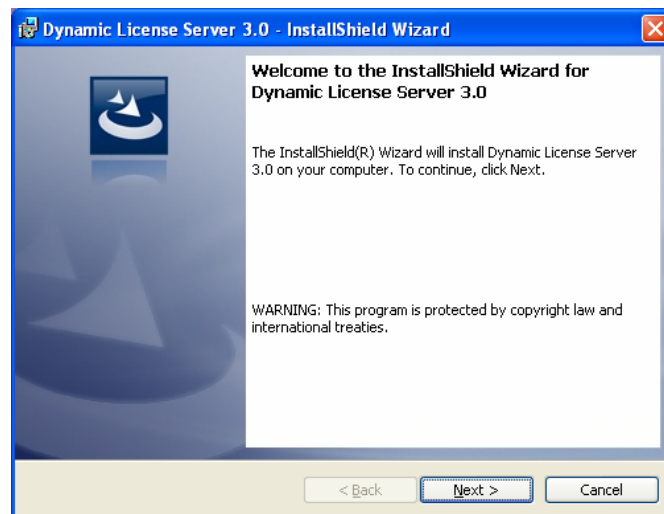 Dynamic License Server 3.0 - InstallShield Wizard
Welcome to the InstallShield Wizard for
Dynamic License Server 3.0
The InstallShield(R) Wizard will install Dynamic License Server
3.0 on your computer. To continue, click Next.
WARNING: This program is protected by copyright law and
international treaties.
< Back
Next >
Cancel